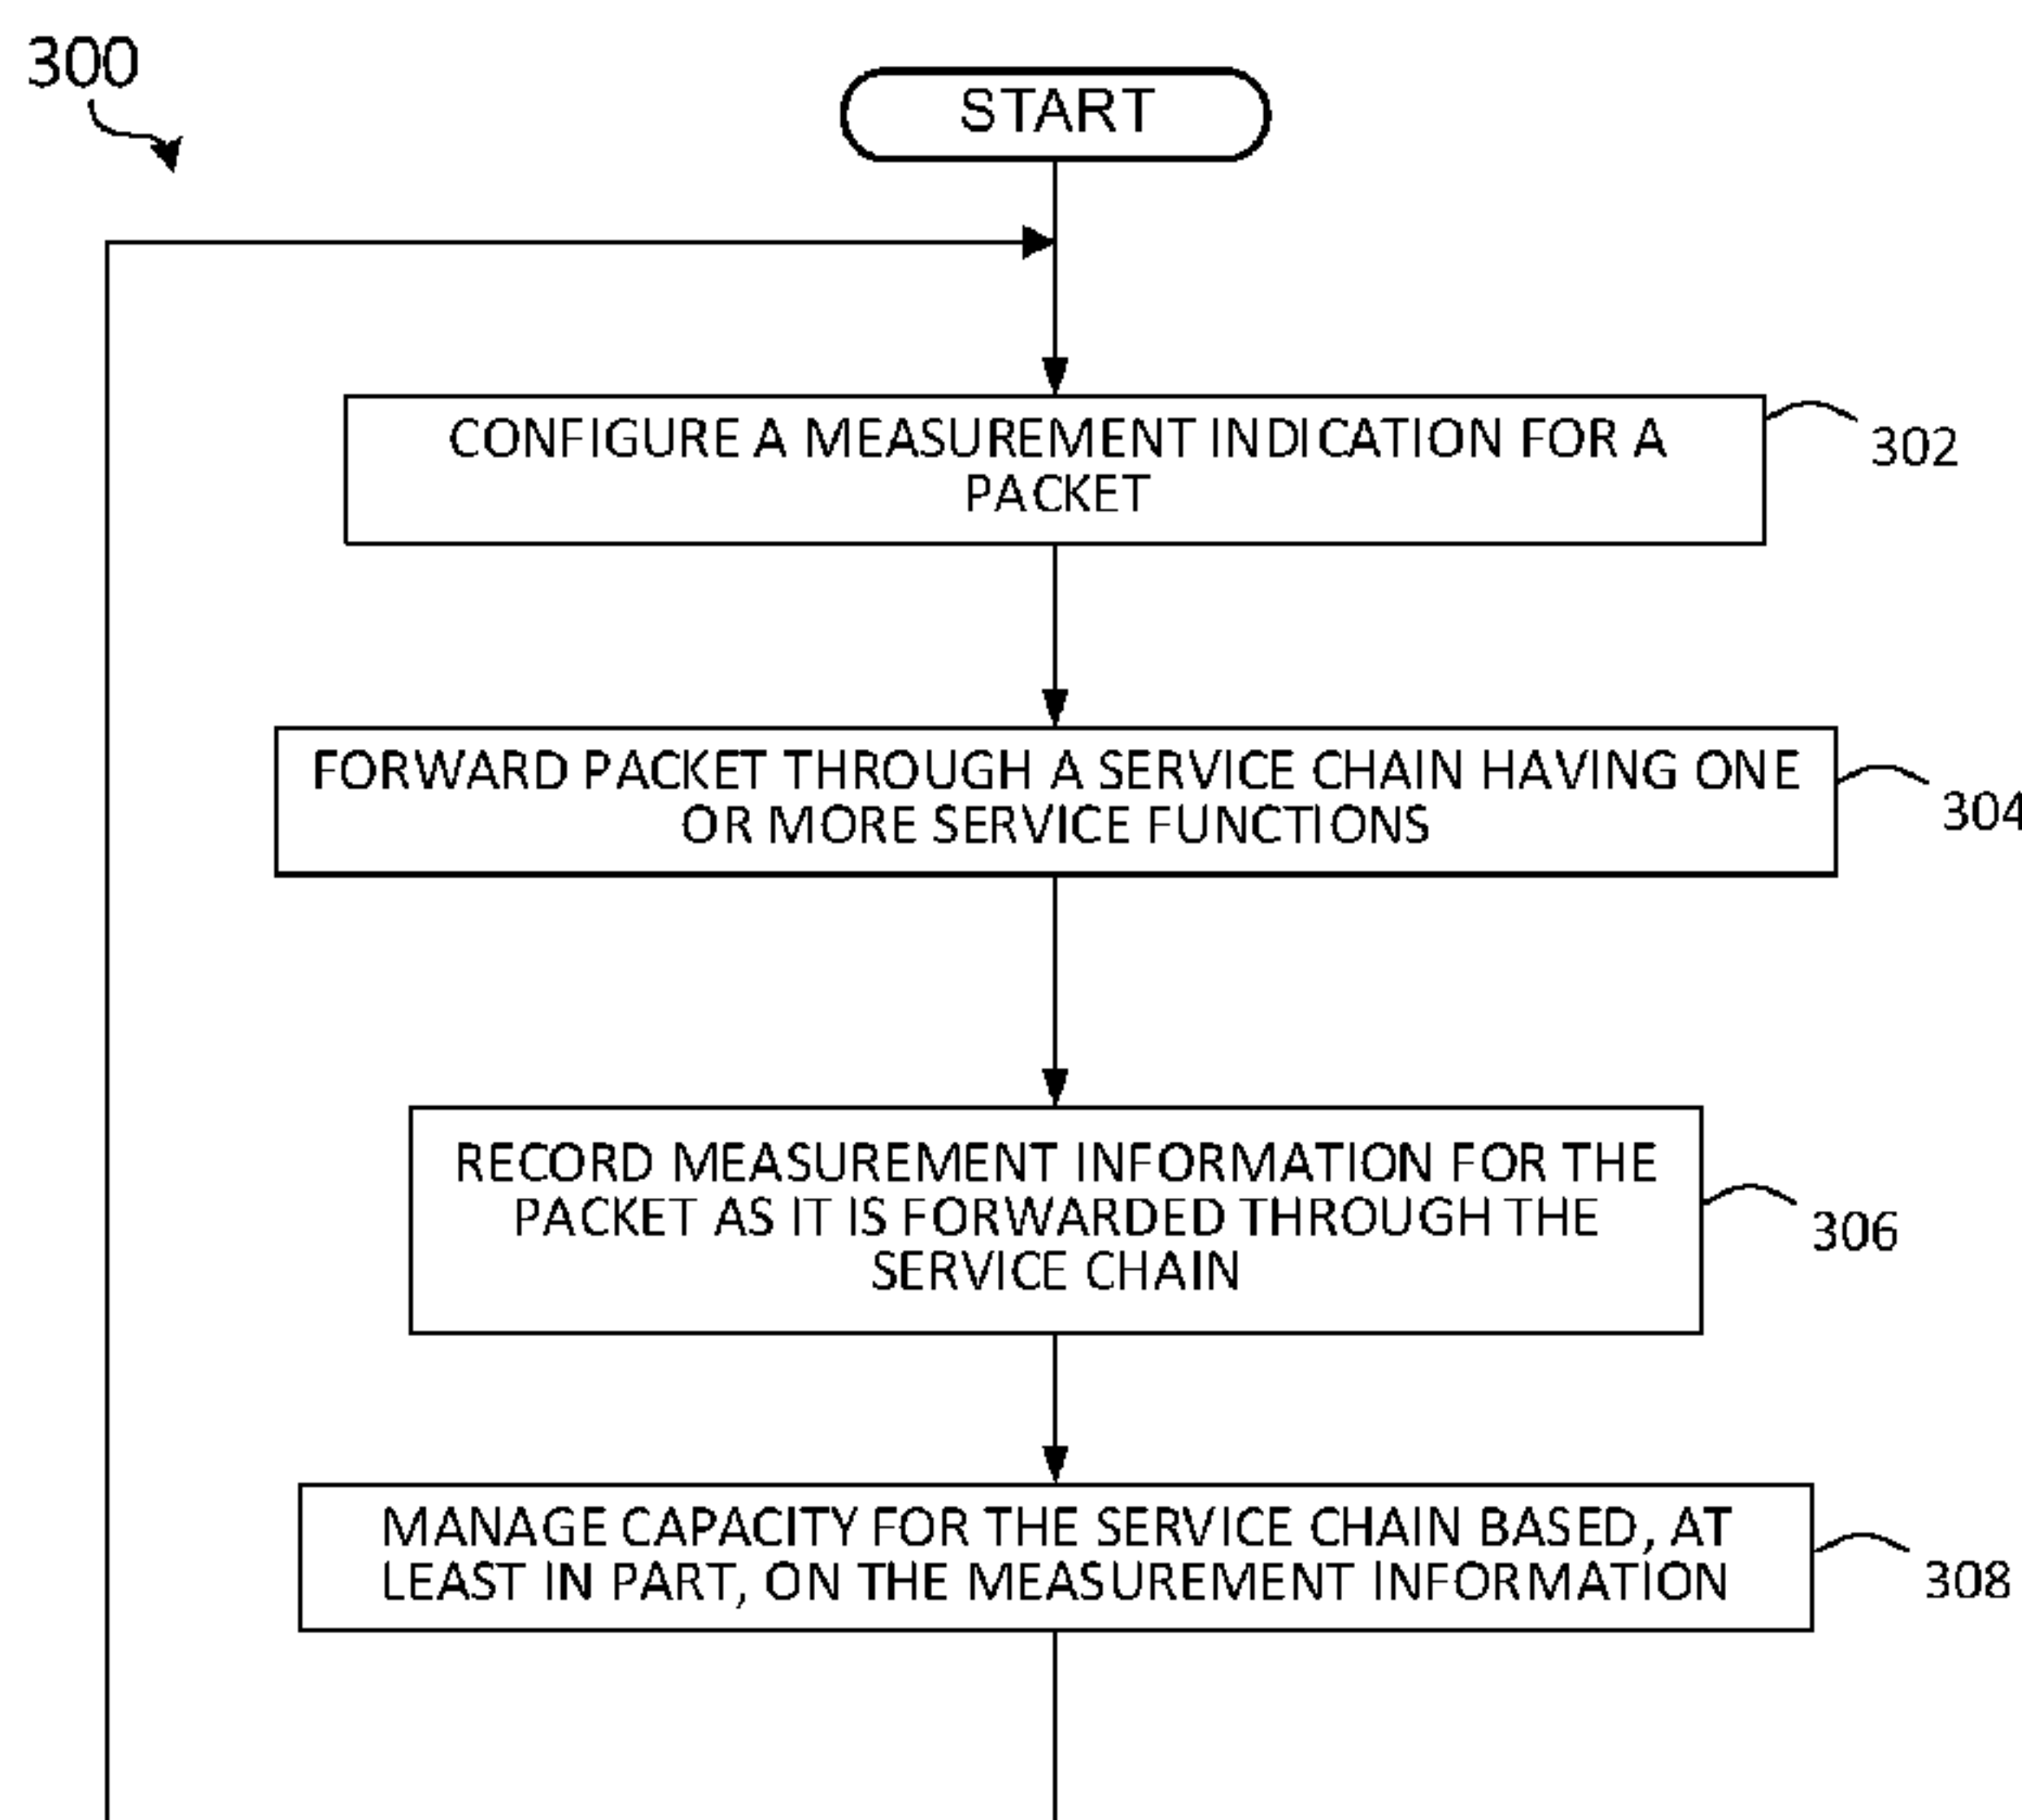 300
START
CONFIGURE A MEASUREMENT INDICATION FOR A
PACKET
302
FORWARD PACKET THROUGH A SERVICE CHAIN HAVING ONE
OR MORE SERVICE FUNCTIONS
304
RECORD MEASUREMENT INFORMATION FOR THE
PACKET AS IT IS FORWARDED THROUGH THE
SERVICE CHAIN
306
MANAGE CAPACITY FOR THE SERVICE CHAIN BASED, AT
LEAST IN PART, ON THE MEASUREMENT INFORMATION
308